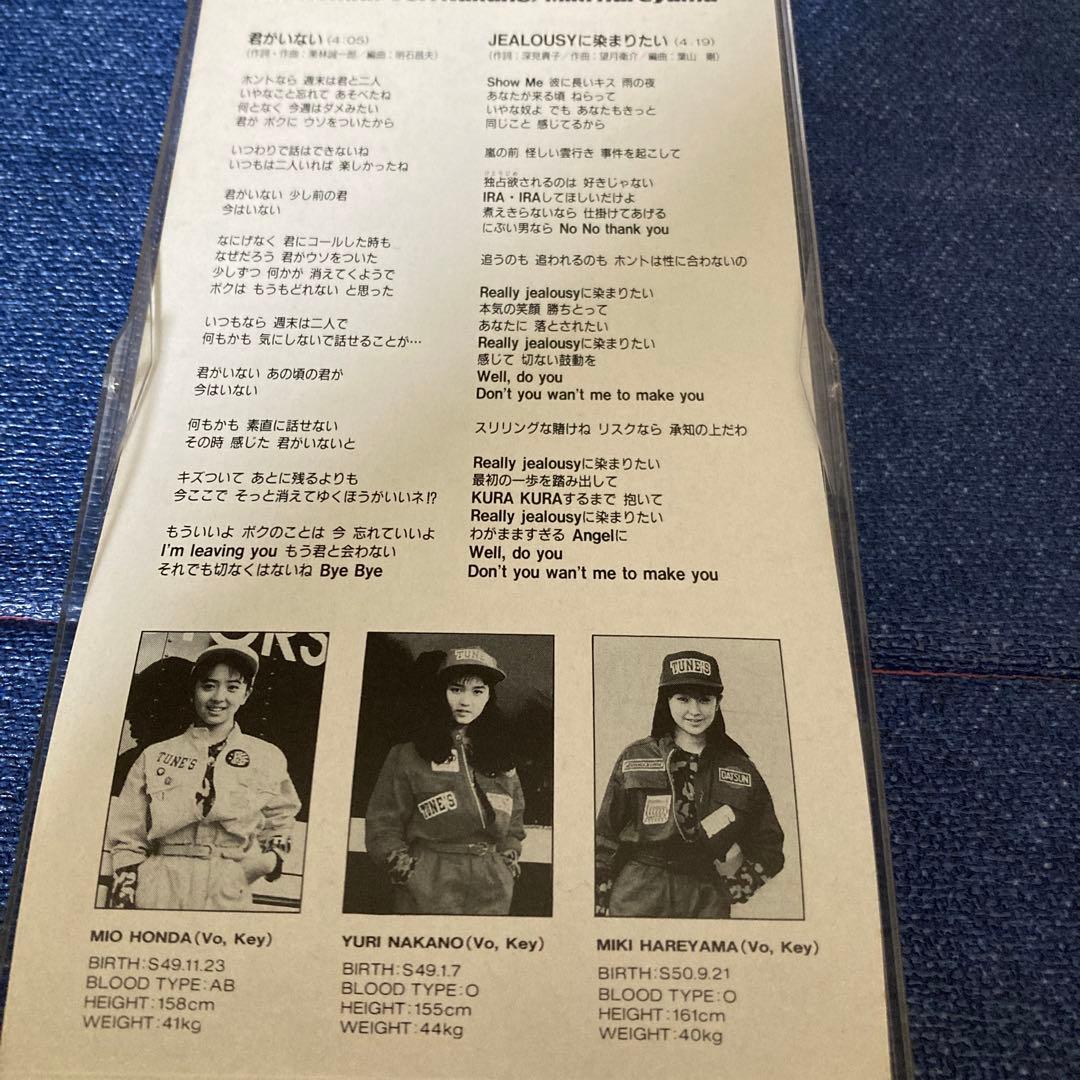 君がいない (4:05)
(作詞・作曲：栗林誠一郎／編曲：明石昌夫)
ホントなら 週末は君と二人
いやなこと忘れて あそべたね
何となく 今週はダメみたい
君が ボクに ウソをついたから
いつわりで話はできないね
いつもは二人いれば 楽しかったね
君がいない 少し前の君
今はいない
なにげなく 君にコールした時も
なぜだろう 君がウソをついた
少しずつ 何かが 消えてくようで
ボクは もうもどれない と思った
いつもなら 週末は二人で
何もかも 気にしないで話せることが…
君がいない あの頃の君が
今はいない
何もかも 素直に話せない
その時 感じた 君がいないと
キズついて あとに残るよりも
今ここで そっと消えてゆくほうがいいネ!?
もういいよ ボクのことは 今 忘れていいよ
I'm leaving you もう君と会わない
それでも切なくはないね Bye Bye
JEALOUSYに染まりたい (4:19)
(作詞：深見貴子／作曲：望月衛介／編曲：葉山 剛)
Show Me 彼に長いキス 雨の夜
あなたが来る頃 ねらって
いやな奴よ でも あなたもきっと
同じこと 感じてるから
嵐の前 怪しい雲行き 事件を起こして
ひとりじめ
独占欲されるのは 好きじゃない
IRA・IRAしてほしいだけよ
煮えきらないなら 仕掛けてあげる
にぶい男なら No No thank you
追うのも 追われるのも ホントは性に合わないの
Really jealousyに染まりたい
本気の笑顔 勝ちとって
あなたに 落とされたい
Really jealousyに染まりたい
感じて 切ない鼓動を
Well, do you
Don't you wan't me to make you
スリリングな賭けね リスクなら 承知の上だわ
Really jealousyに染まりたい
最初の一歩を踏み出して
KURA KURAするまで 抱いて
Really jealousyに染まりたい
わがまますぎる Angelに
Well, do you
Don't you wan't me to make you
TUNE'S
TUNE'S
TUNE'S
TUNE'S
DATSUN
MIO HONDA(Vo, Key)
BIRTH:S49.11.23
BLOOD TYPE:AB
HEIGHT:158cm
WEIGHT:41kg
YURI NAKANO(Vo, Key)
BIRTH:S49.1.7
BLOOD TYPE:O
HEIGHT:155cm
WEIGHT:44kg
MIKI HAREYAMA(Vo, Key)
BIRTH:S50.9.21
BLOOD TYPE:O
HEIGHT:161cm
WEIGHT:40kg